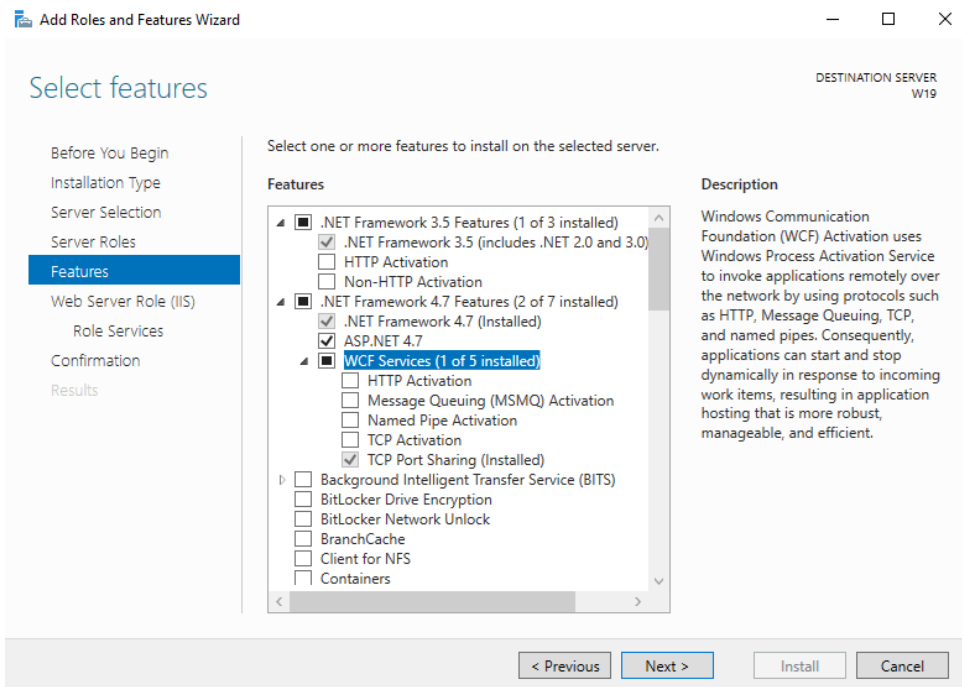 Add Roles and Features Wizard
Select features
DESTINATION SERVER
W19
Before You Begin
Installation Type
Server Selection
Server Roles
Features
Web Server Role (IIS)
Role Services
Confirmation
Results
Select one or more features to install on the selected server.
Features
.NET Framework 3.5 Features (1 of 3 installed)
.NET Framework 3.5 (includes .NET 2.0 and 3.0)
HTTP Activation
Non-HTTP Activation
.NET Framework 4.7 Features (2 of 7 installed)
.NET Framework 4.7 (Installed)
ASP.NET 4.7
WCF Services (1 of 5 installed)
HTTP Activation
Message Queuing (MSMQ) Activation
Named Pipe Activation
TCP Activation
TCP Port Sharing (Installed)
Background Intelligent Transfer Service (BITS)
BitLocker Drive Encryption
BitLocker Network Unlock
BranchCache
Client for NFS
Containers
Description
Windows Communication
Foundation (WCF) Activation uses
Windows Process Activation Service
to invoke applications remotely over
the network by using protocols such
as HTTP, Message Queuing, TCP,
and named pipes. Consequently,
applications can start and stop
dynamically in response to incoming
work items, resulting in application
hosting that is more robust,
manageable, and efficient.
< Previous
Next >
Install
Cancel